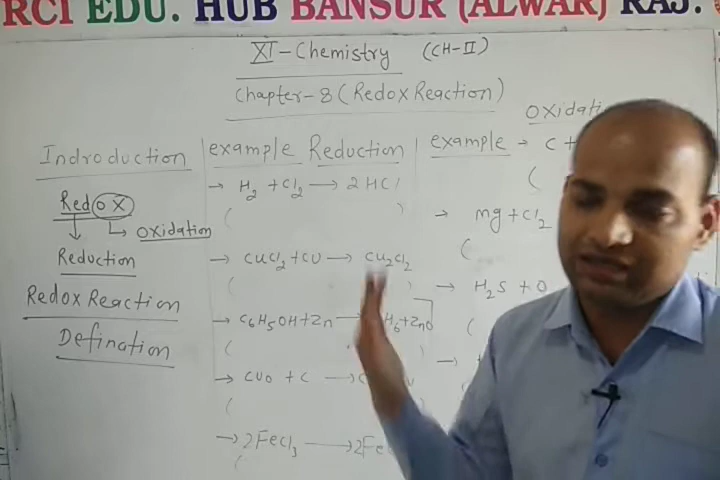 RCI EDU. HUB BANSUR (ALWAR) RAJ.
XI-Chemistry (CH-II)
Chapter-8 (Redox Reaction)
Indroduction
Redox
Oxidation
Reduction
Redox Reaction
Defination
example Reduction
→ H₂ + Cl₂ → 2HCl
( )
→ CuCl₂ + Cu → Cu₂Cl₂
( )
→ C₆H₅OH + Zn → H₆ + ZnO
( )
→ CuO + C →
(
→ 2FeCl₃ → 2Fe
(
Oxidati
example → C +
(
→ mg + Cl₂
(
→ H₂S + O
(
→